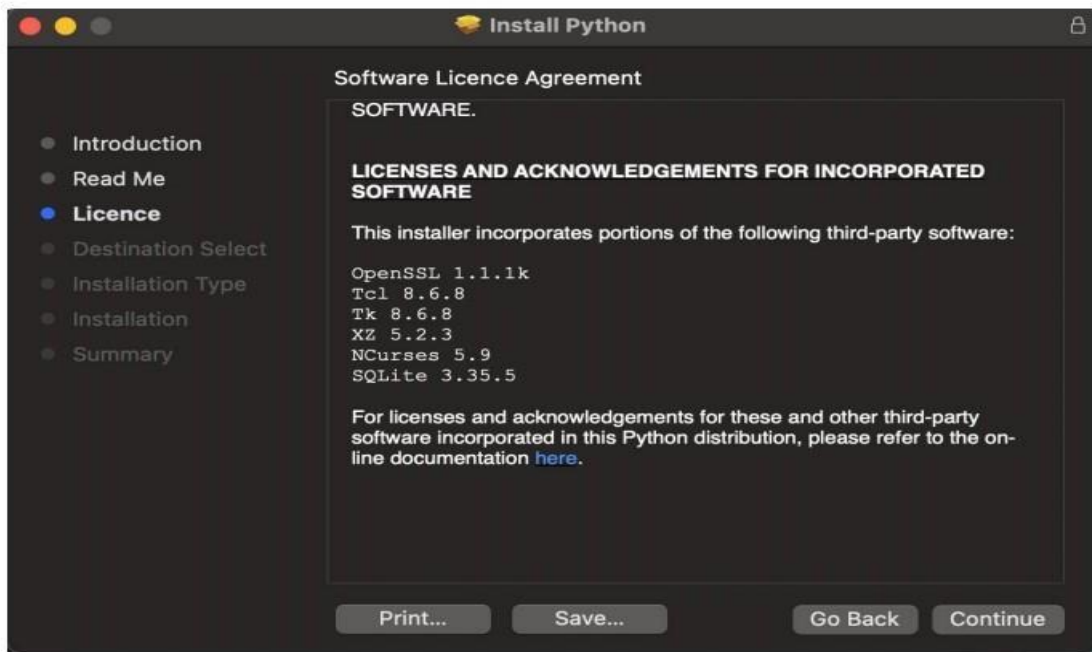 Install Python
Software Licence Agreement
Introduction
Read Me
Licence
Destination Select
Installation Type
Installation
Summary
SOFTWARE.
LICENSES AND ACKNOWLEDGEMENTS FOR INCORPORATED
SOFTWARE
This installer incorporates portions of the following third-party software:
OpenSSL 1.1.1k
Tcl 8.6.8
Tk 8.6.8
XZ 5.2.3
NCurses 5.9
SQLite 3.35.5
For licenses and acknowledgements for these and other third-party
software incorporated in this Python distribution, please refer to the on-
line documentation here.
Print...
Save...
Go Back
Continue